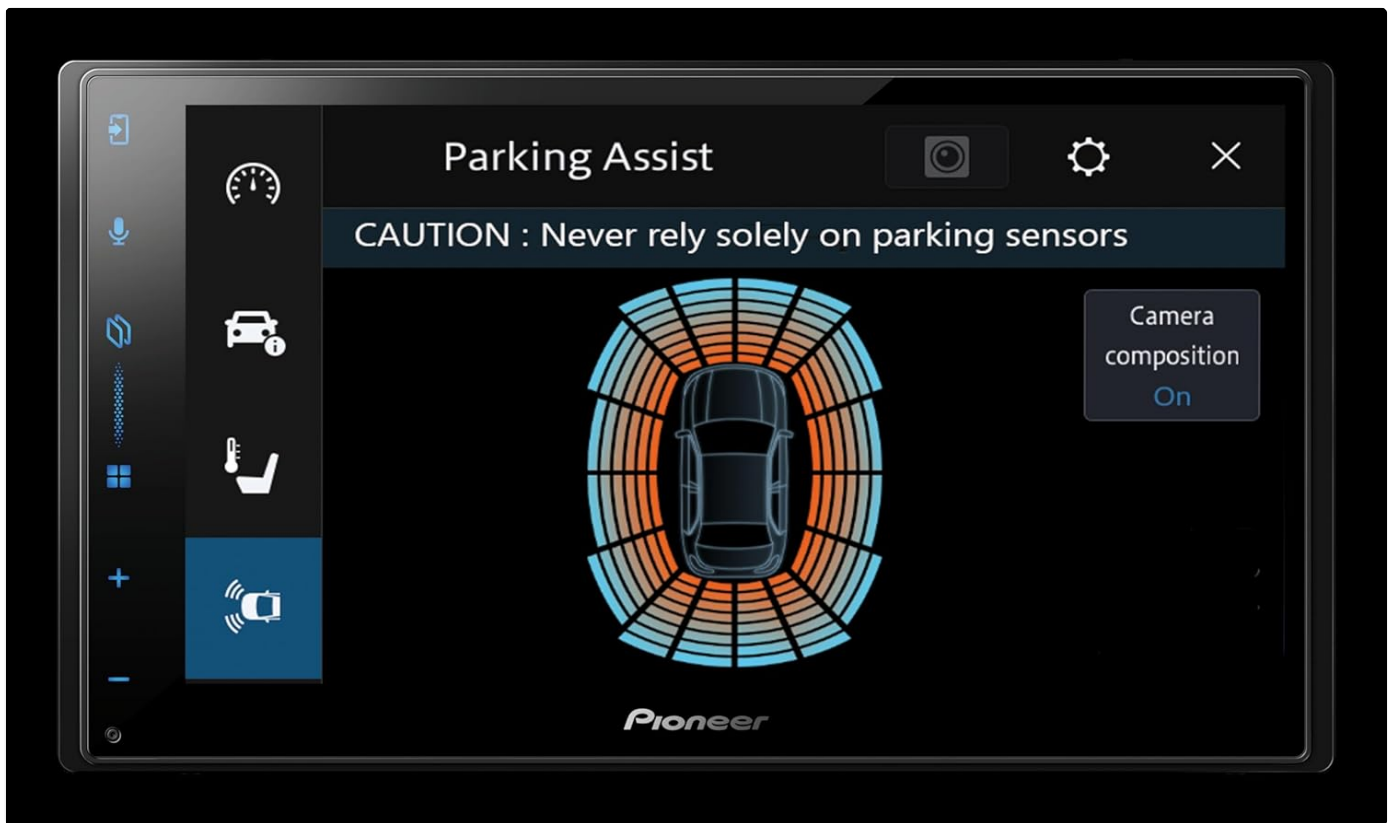 Parking Assist
CAUTION : Never rely solely on parking sensors
Camera
composition
On
Pioneer